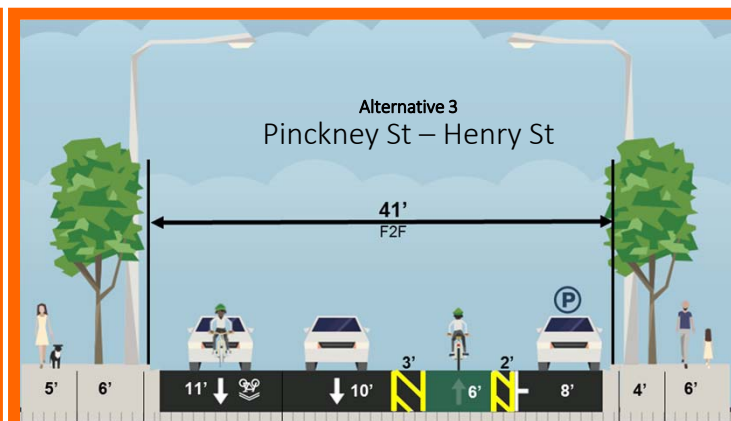 Alternative 3
Pinckney St – Henry St
41’
F2F
P
3’
2’
5’
6’
11’
10’
6’
8’
4’
6’